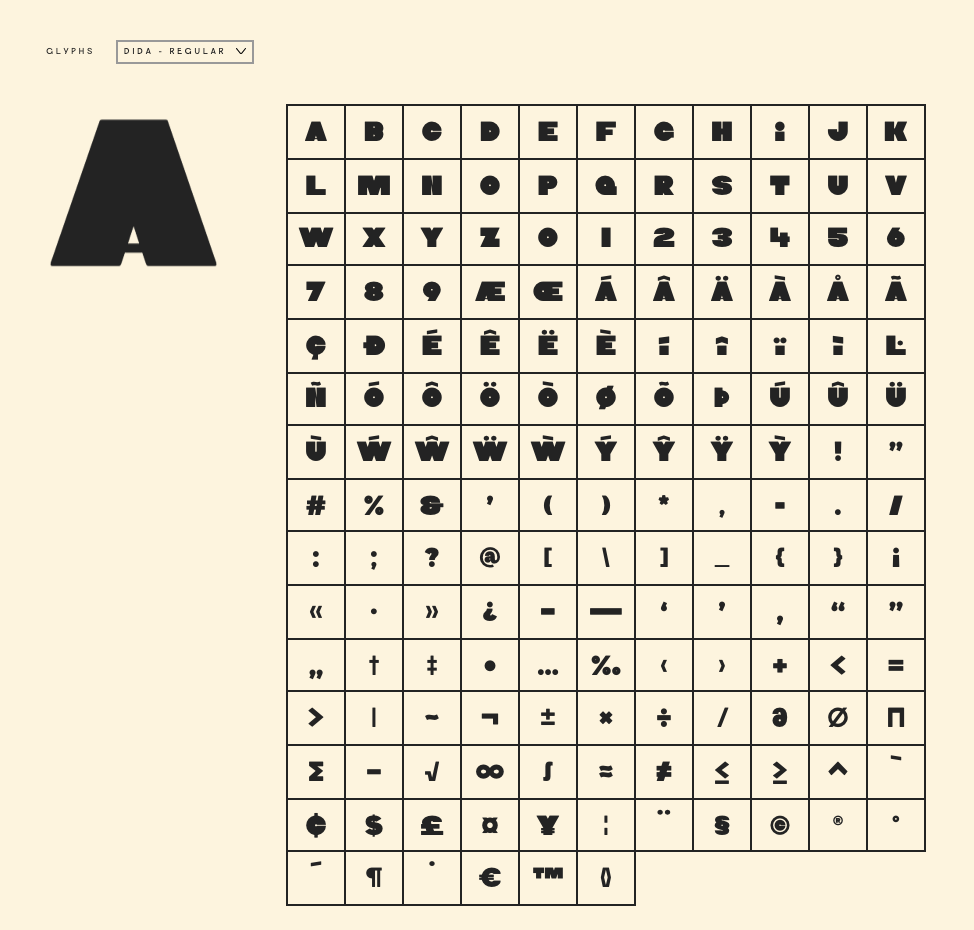 GLYPHS DIDA - REGULAR
A
A B C D E F G H i J K
L M N O P Q R S T U V
W X Y Z 0 1 2 3 4 5 6
7 8 9 Æ Œ Á Â Ä À Å Ã
Ç Ð É Ê Ë È í î ï ì Ŀ
Ñ Ó Ô Ö Ò Ø Õ Þ Ú Û Ü
Ù Ẃ Ŵ Ẅ Ẁ Ý Ŷ Ÿ Ỳ ! "
# % & ' ( ) * , - . /
: ; ? @ [ \ ] _ { } ¡
« · » ¿ – — ‘ ’ ‚ “ ”
„ † ‡ • … ‰ ‹ › + < =
> | ~ ¬ ± × ÷ ⁄ ∂ ∅ ∏
∑ − √ ∞ ∫ ≈ ≠ ≤ ≥ ^ `
¢ $ £ ¤ ¥ ¦ ¨ § © ® °
´ ¶ ˙ € ™ ◊